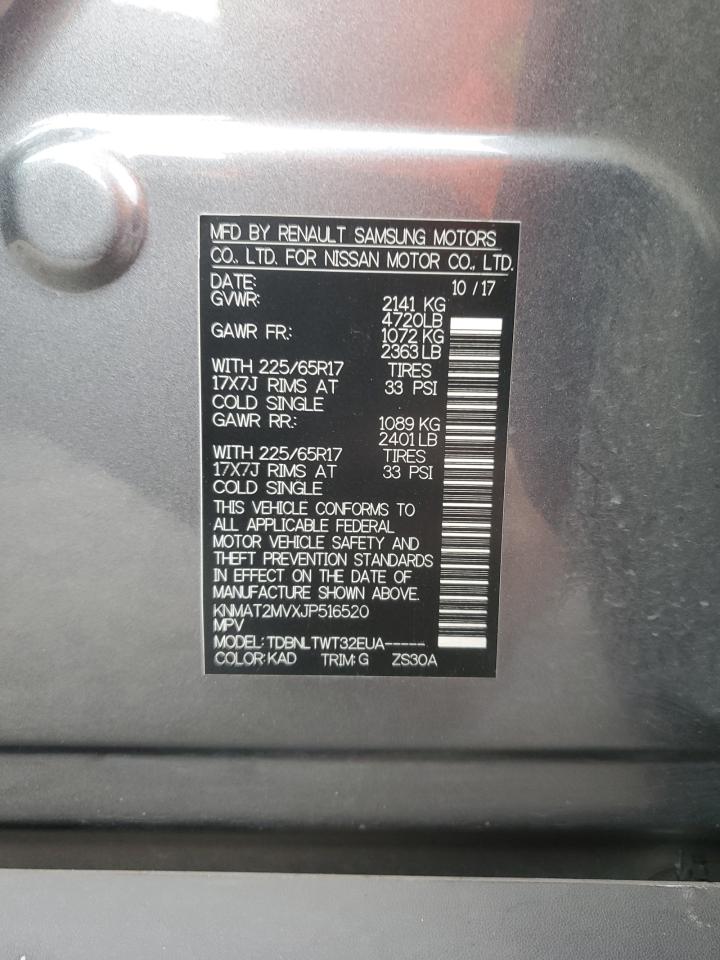 MFD BY RENAULT SAMSUNG MOTORS
CO., LTD. FOR NISSAN MOTOR CO., LTD.
DATE: 10 / 17
GVWR: 2141 KG
4720LB
GAWR FR.: 1072 KG
2363 LB
WITH 225/65R17 TIRES
17X7J RIMS AT 33 PSI
COLD SINGLE
GAWR RR.: 1089 KG
2401 LB
WITH 225/65R17 TIRES
17X7J RIMS AT 33 PSI
COLD SINGLE
THIS VEHICLE CONFORMS TO
ALL APPLICABLE FEDERAL
MOTOR VEHICLE SAFETY AND
THEFT PREVENTION STANDARDS
IN EFFECT ON THE DATE OF
MANUFACTURE SHOWN ABOVE.
KNMAT2MVXJP516520
MPV
MODEL: TDBNLTWT32EUA-----
COLOR: KAD TRIM: G ZS30A